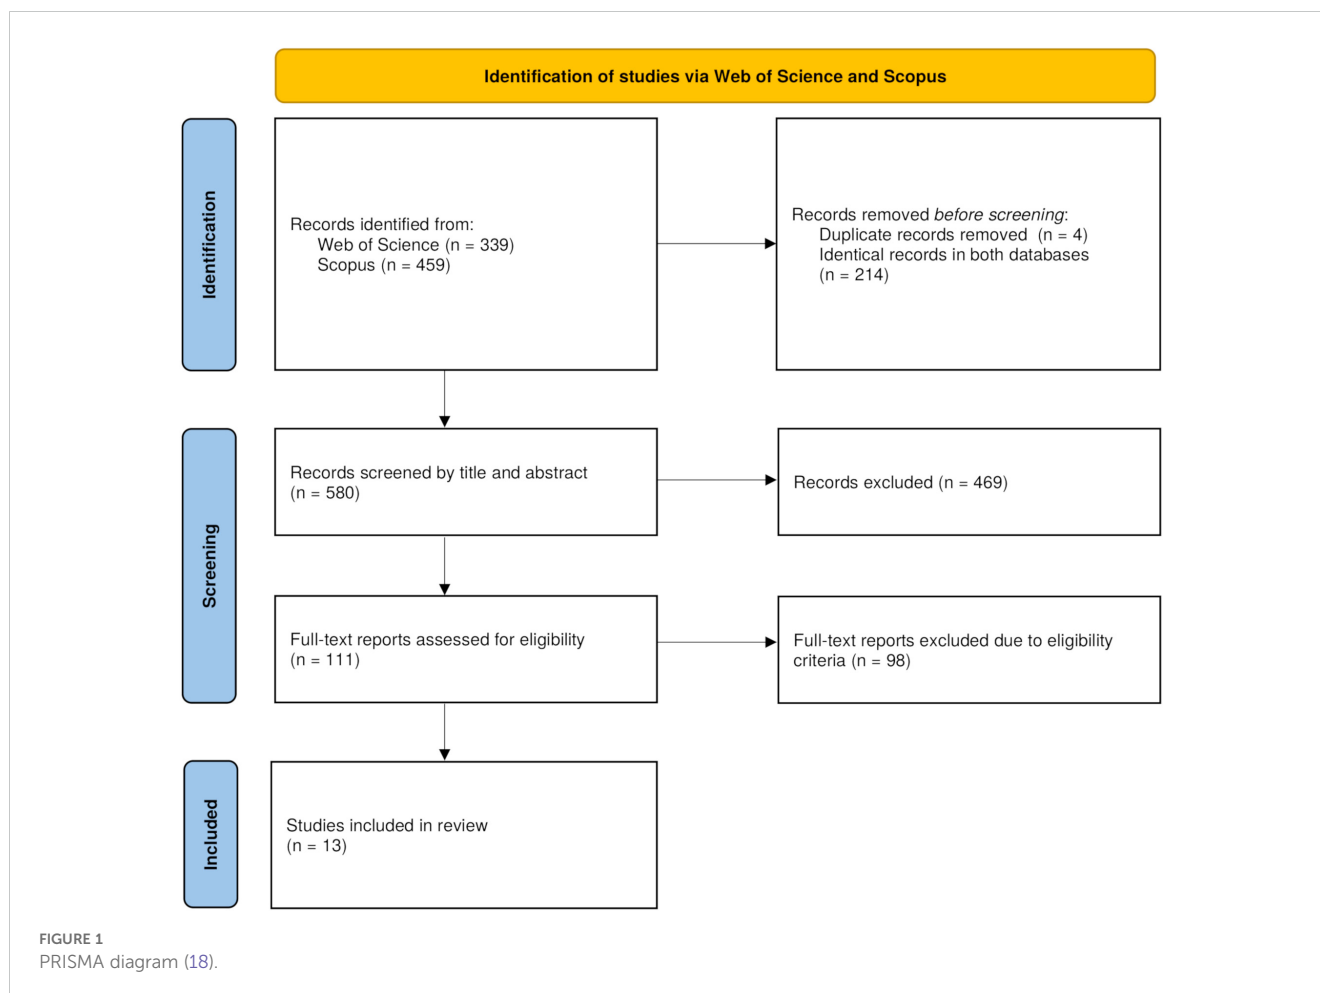 Identification of studies via Web of Science and Scopus
Identification
Records identified from:
Web of Science (n = 339)
Scopus (n = 459)
Records removed before screening:
Duplicate records removed  (n = 4)
Identical records in both databases
(n = 214)
Screening
Records screened by title and abstract
(n = 580)
Records excluded (n = 469)
Full-text reports assessed for eligibility
(n = 111)
Full-text reports excluded due to eligibility
criteria (n = 98)
Included
Studies included in review
(n = 13)
FIGURE 1
PRISMA diagram (18).